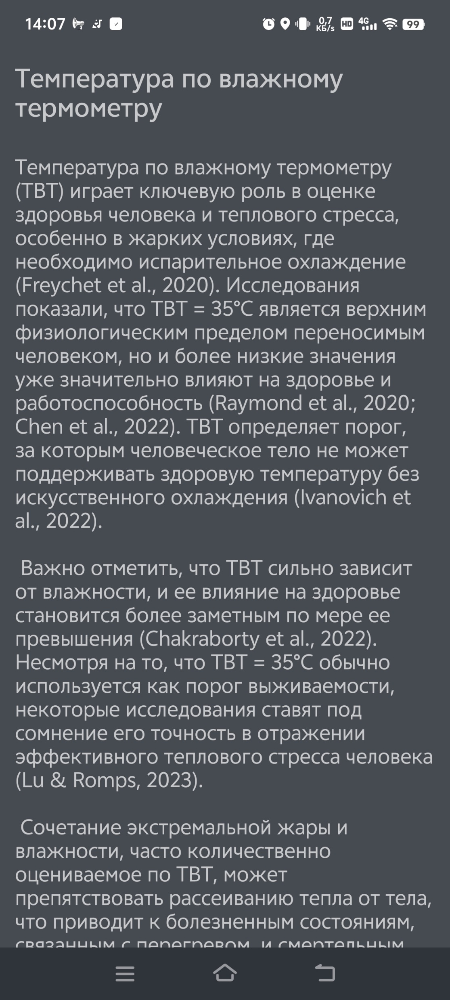 14:07
0,7
КБ/s
HD
4G
99
Температура по влажному
термометру
Температура по влажному термометру
(ТВТ) играет ключевую роль в оценке
здоровья человека и теплового стресса,
особенно в жарких условиях, где
необходимо испарительное охлаждение
(Freychet et al., 2020). Исследования
показали, что ТВТ = 35°C является верхним
физиологическим пределом переносимым
человеком, но и более низкие значения
уже значительно влияют на здоровье и
работоспособность (Raymond et al., 2020;
Chen et al., 2022). ТВТ определяет порог,
за которым человеческое тело не может
поддерживать здоровую температуру без
искусственного охлаждения (Ivanovich et
al., 2022).
Важно отметить, что ТВТ сильно зависит
от влажности, и ее влияние на здоровье
становится более заметным по мере ее
превышения (Chakraborty et al., 2022).
Несмотря на то, что ТВТ = 35°C обычно
используется как порог выживаемости,
некоторые исследования ставят под
сомнение его точность в отражении
эффективного теплового стресса человека
(Lu & Romps, 2023).
Сочетание экстремальной жары и
влажности, часто количественно
оцениваемое по ТВТ, может
препятствовать рассеиванию тепла от тела,
что приводит к болезненным состояниям,
связанным с перегревом, и смертельным